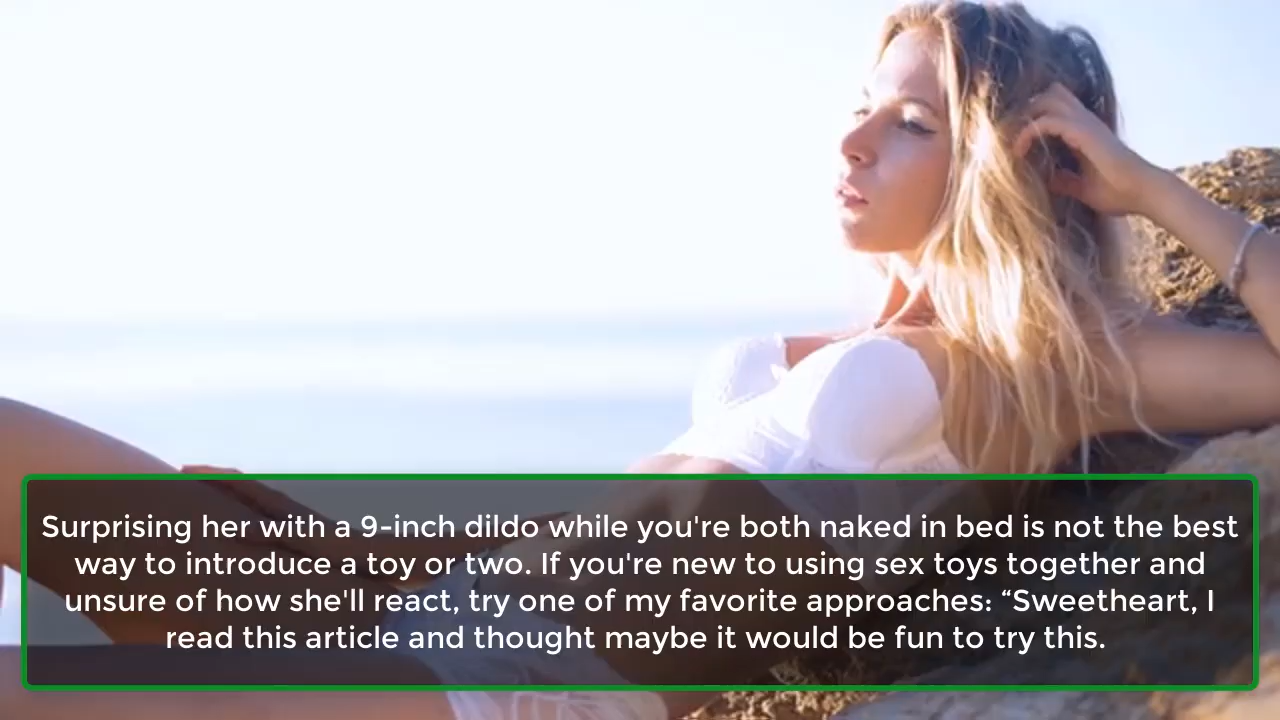 Surprising her with a 9-inch dildo while you're both naked in bed is not the best
way to introduce a toy or two. If you're new to using sex toys together and
unsure of how she'll react, try one of my favorite approaches: “Sweetheart, I
read this article and thought maybe it would be fun to try this.